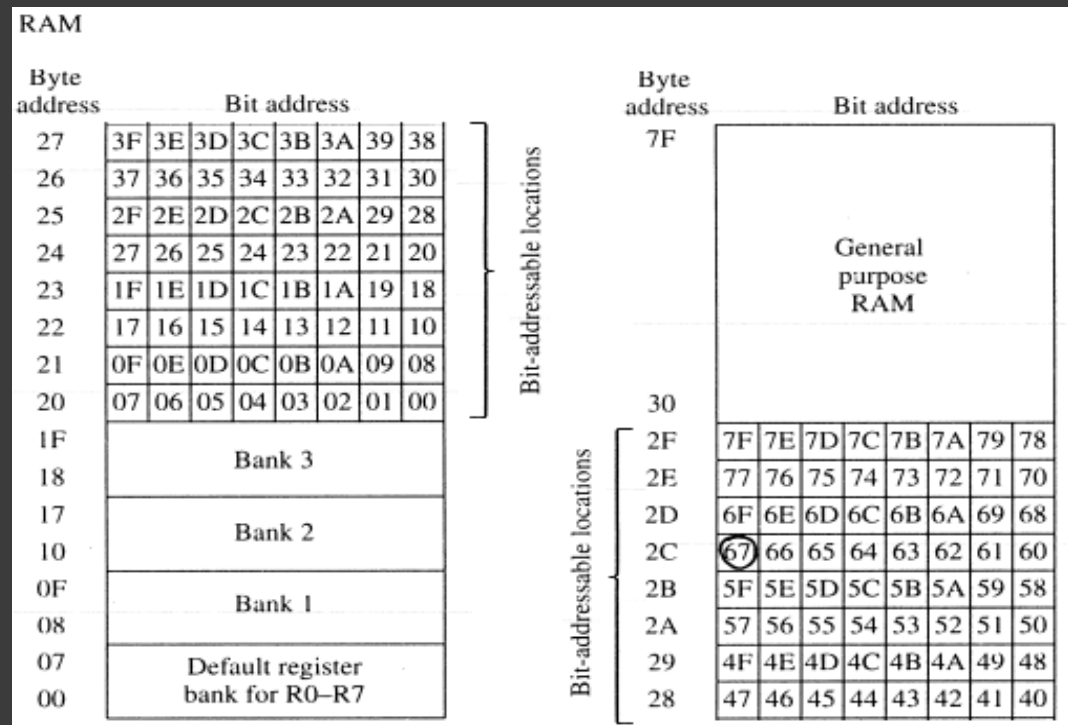 RAM
Byte
address
Bit address
27 3F 3E 3D 3C 3B 3A 39 38
26 37 36 35 34 33 32 31 30
25 2F 2E 2D 2C 2B 2A 29 28
24 27 26 25 24 23 22 21 20
23 1F 1E 1D 1C 1B 1A 19 18
22 17 16 15 14 13 12 11 10
21 0F 0E 0D 0C 0B 0A 09 08
20 07 06 05 04 03 02 01 00
Bit-addressable locations
1F
Bank 3
18
17
Bank 2
10
0F
Bank 1
08
07
Default register
bank for R0–R7
00
Byte
address
Bit address
7F
General
purpose
RAM
30
2F 7F 7E 7D 7C 7B 7A 79 78
2E 77 76 75 74 73 72 71 70
2D 6F 6E 6D 6C 6B 6A 69 68
2C 67 66 65 64 63 62 61 60
2B 5F 5E 5D 5C 5B 5A 59 58
2A 57 56 55 54 53 52 51 50
29 4F 4E 4D 4C 4B 4A 49 48
28 47 46 45 44 43 42 41 40
Bit-addressable locations